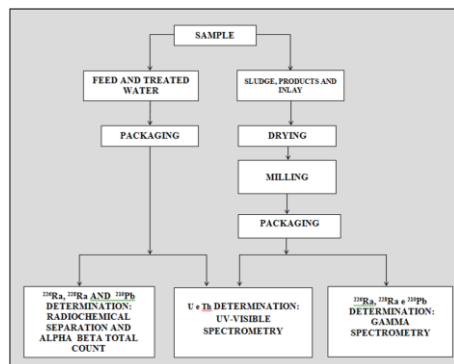 SAMPLE
FEED AND TREATED
WATER
SLUDGE, PRODUCTS AND
INLAY
PACKAGING
DRYING
MILLING
PACKAGING
²²⁶Ra, ²²⁸Ra AND ²¹⁰Pb
DETERMINATION:
RADIOCHEMICAL
SEPARATION AND
ALPHA BETA TOTAL
COUNT
U e Th DETERMINATION:
UV-VISIBLE
SPECTROMETRY
²²⁶Ra, ²²⁸Ra e ²¹⁰Pb
DETERMINATION:
GAMMA
SPECTROMETRY